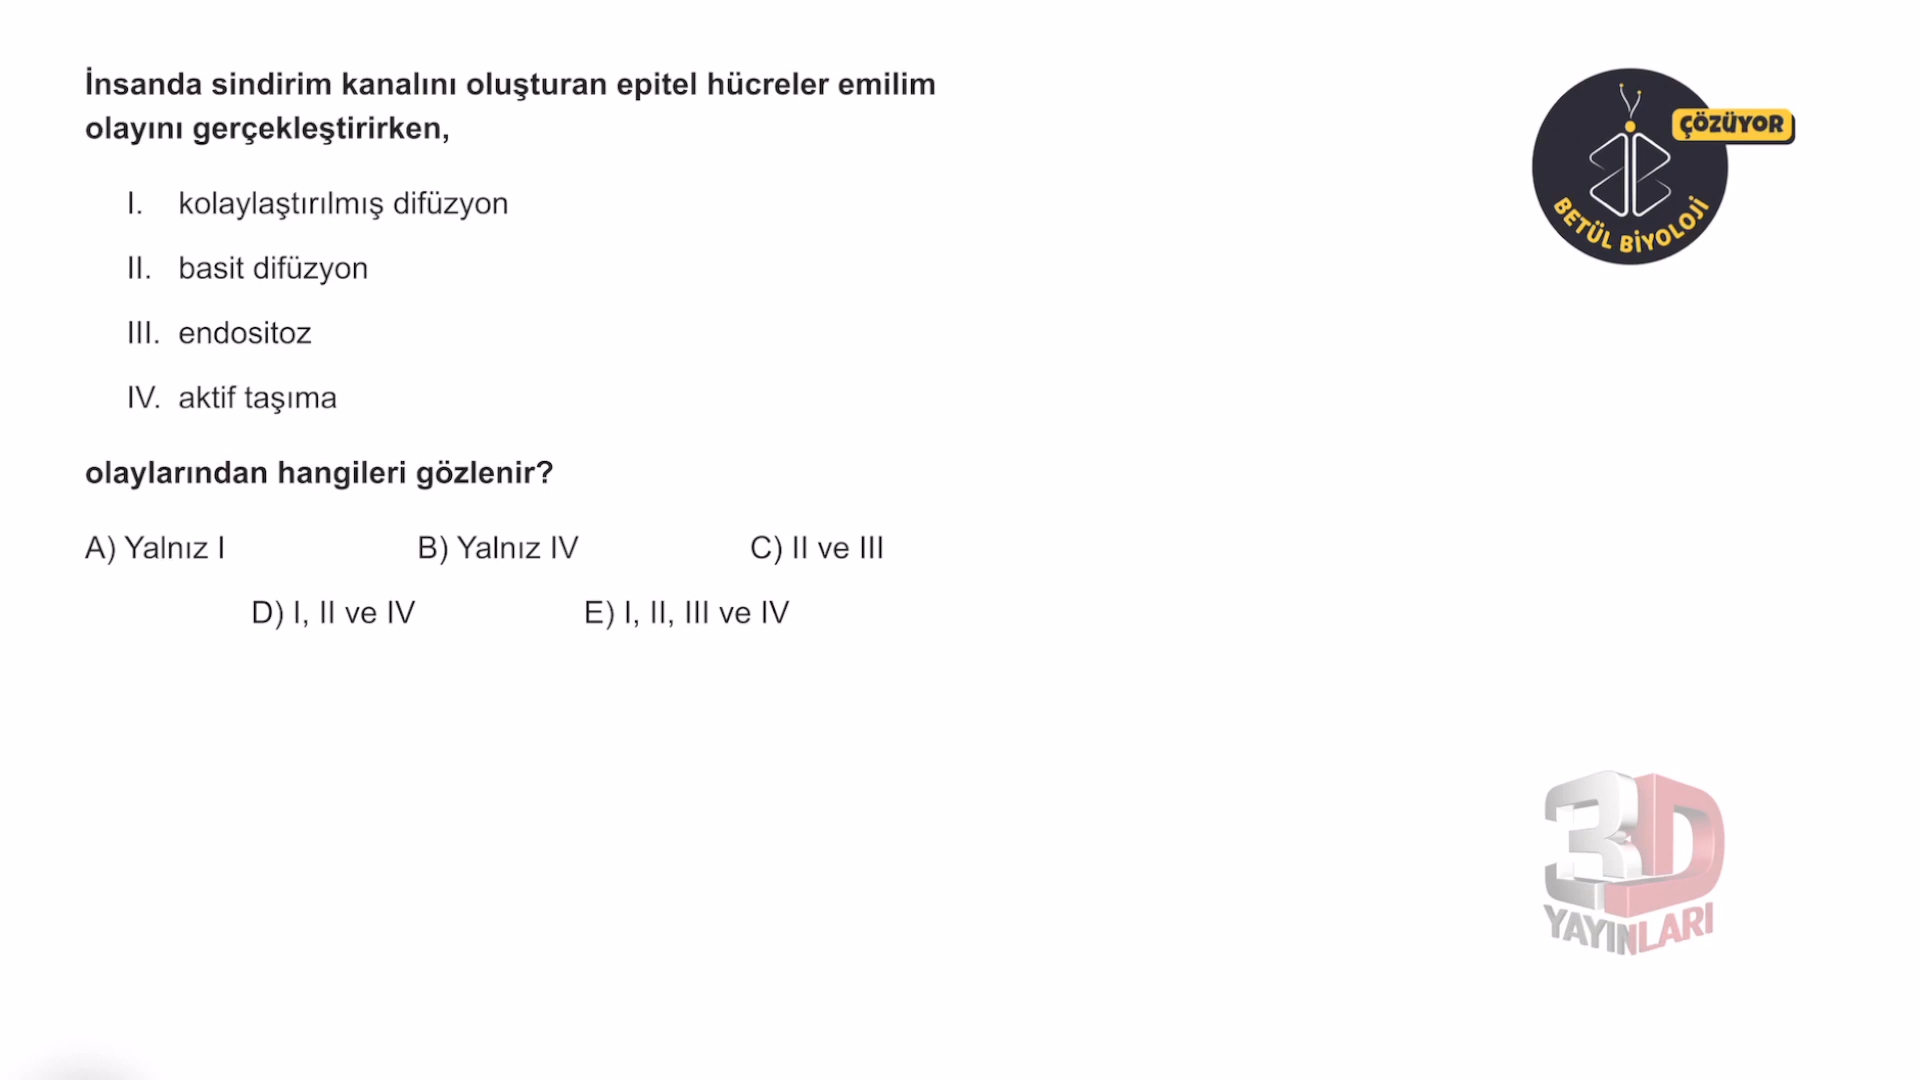 İnsanda sindirim kanalını oluşturan epitel hücreler emilim
olayını gerçekleştirirken,
I. kolaylaştırılmış difüzyon
II. basit difüzyon
III. endositoz
IV. aktif taşıma
olaylarından hangileri gözlenir?
A) Yalnız I B) Yalnız IV C) II ve III
D) I, II ve IV E) I, II, III ve IV
ÇÖZÜYOR
BETÜL BİYOLOJİ
3D
YAYINLARI